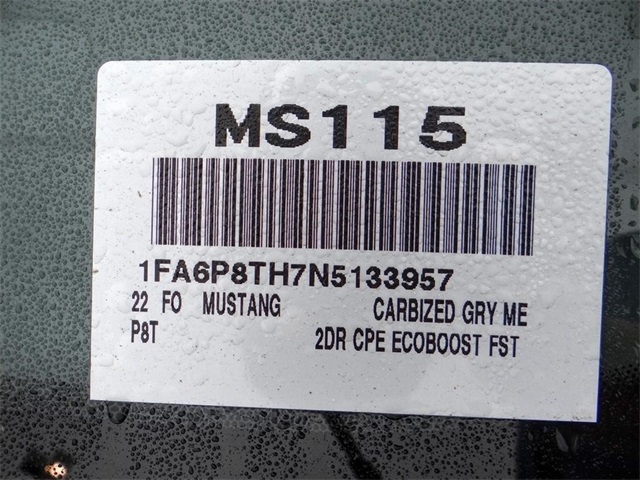 MS115
1FA6P8TH7N5133957
22 FO MUSTANG CARBIZED GRY ME
P8T 2DR CPE ECOBOOST FST